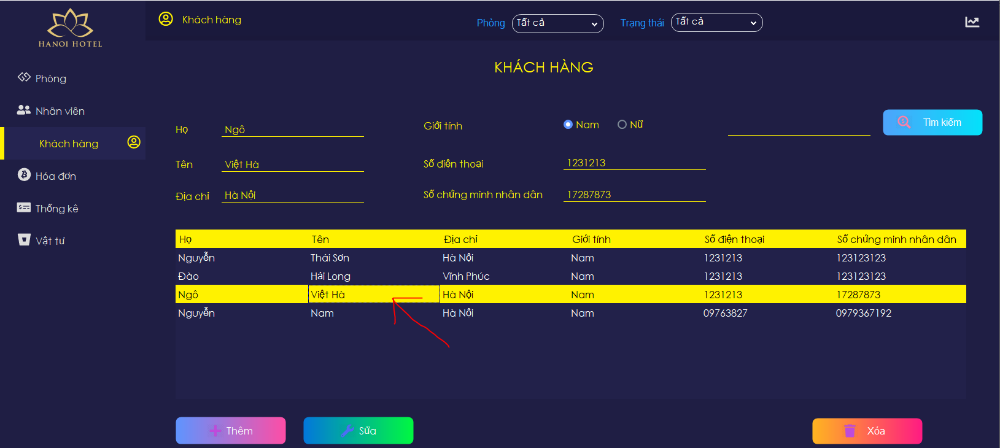 HANOI HOTEL
Khách hàng
Phòng Tất cả Trạng thái Tất cả
KHÁCH HÀNG
Phòng
Nhân viên
Khách hàng
Hóa đơn
Thống kê
Vật tư
Họ Ngô Giới tính Nam Nữ Tìm kiếm
Tên Việt Hà Số điện thoại 1231213
Địa chỉ Hà Nội Số chứng minh nhân dân 17287873
Họ Tên Địa chỉ Giới tính Số điện thoại Số chứng minh nhân dân
Nguyễn Thái Sơn Hà Nội Nam 1231213 123123123
Đào Hải Long Vĩnh Phúc Nam 1231213 123123123
Ngô Việt Hà Hà Nội Nam 1231213 17287873
Nguyễn Nam Hà Nội Nam 09763827 0979367192
Thêm Sửa Xóa